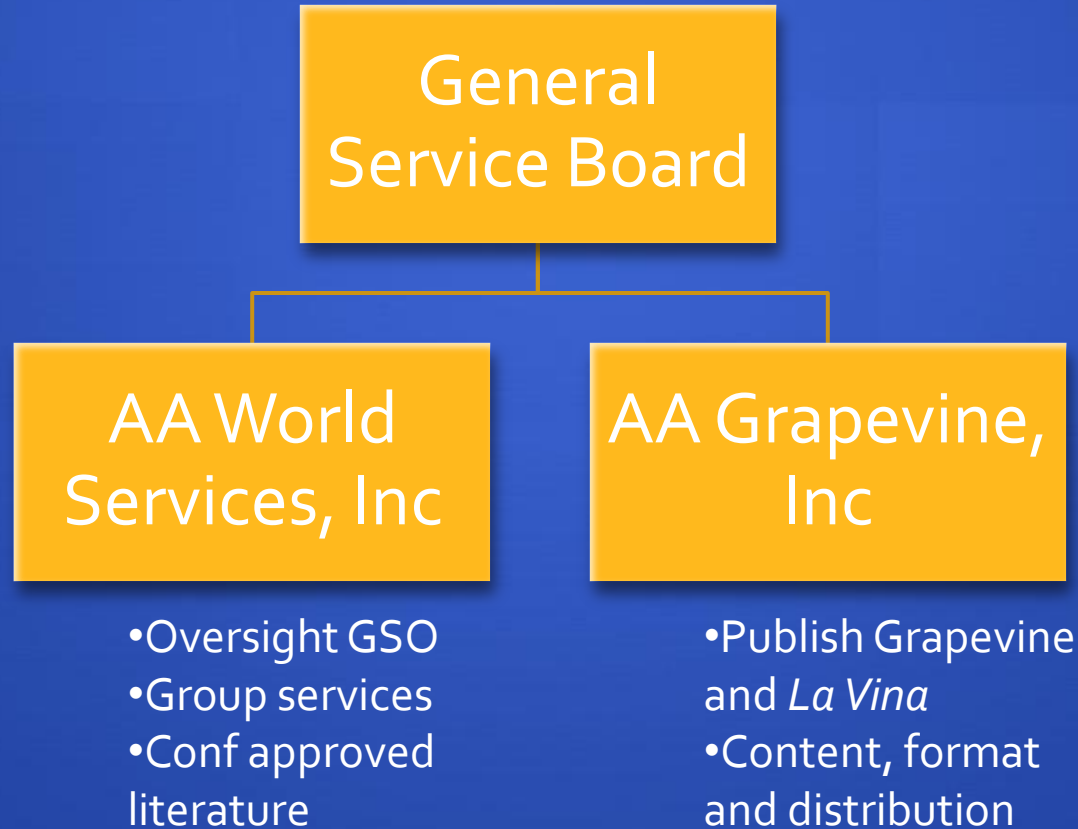 General
Service Board
AA World
Services, Inc
•Oversight GSO
•Group services
•Conf approved
literature
AA Grapevine,
Inc
•Publish Grapevine
and La Vina
•Content, format
and distribution